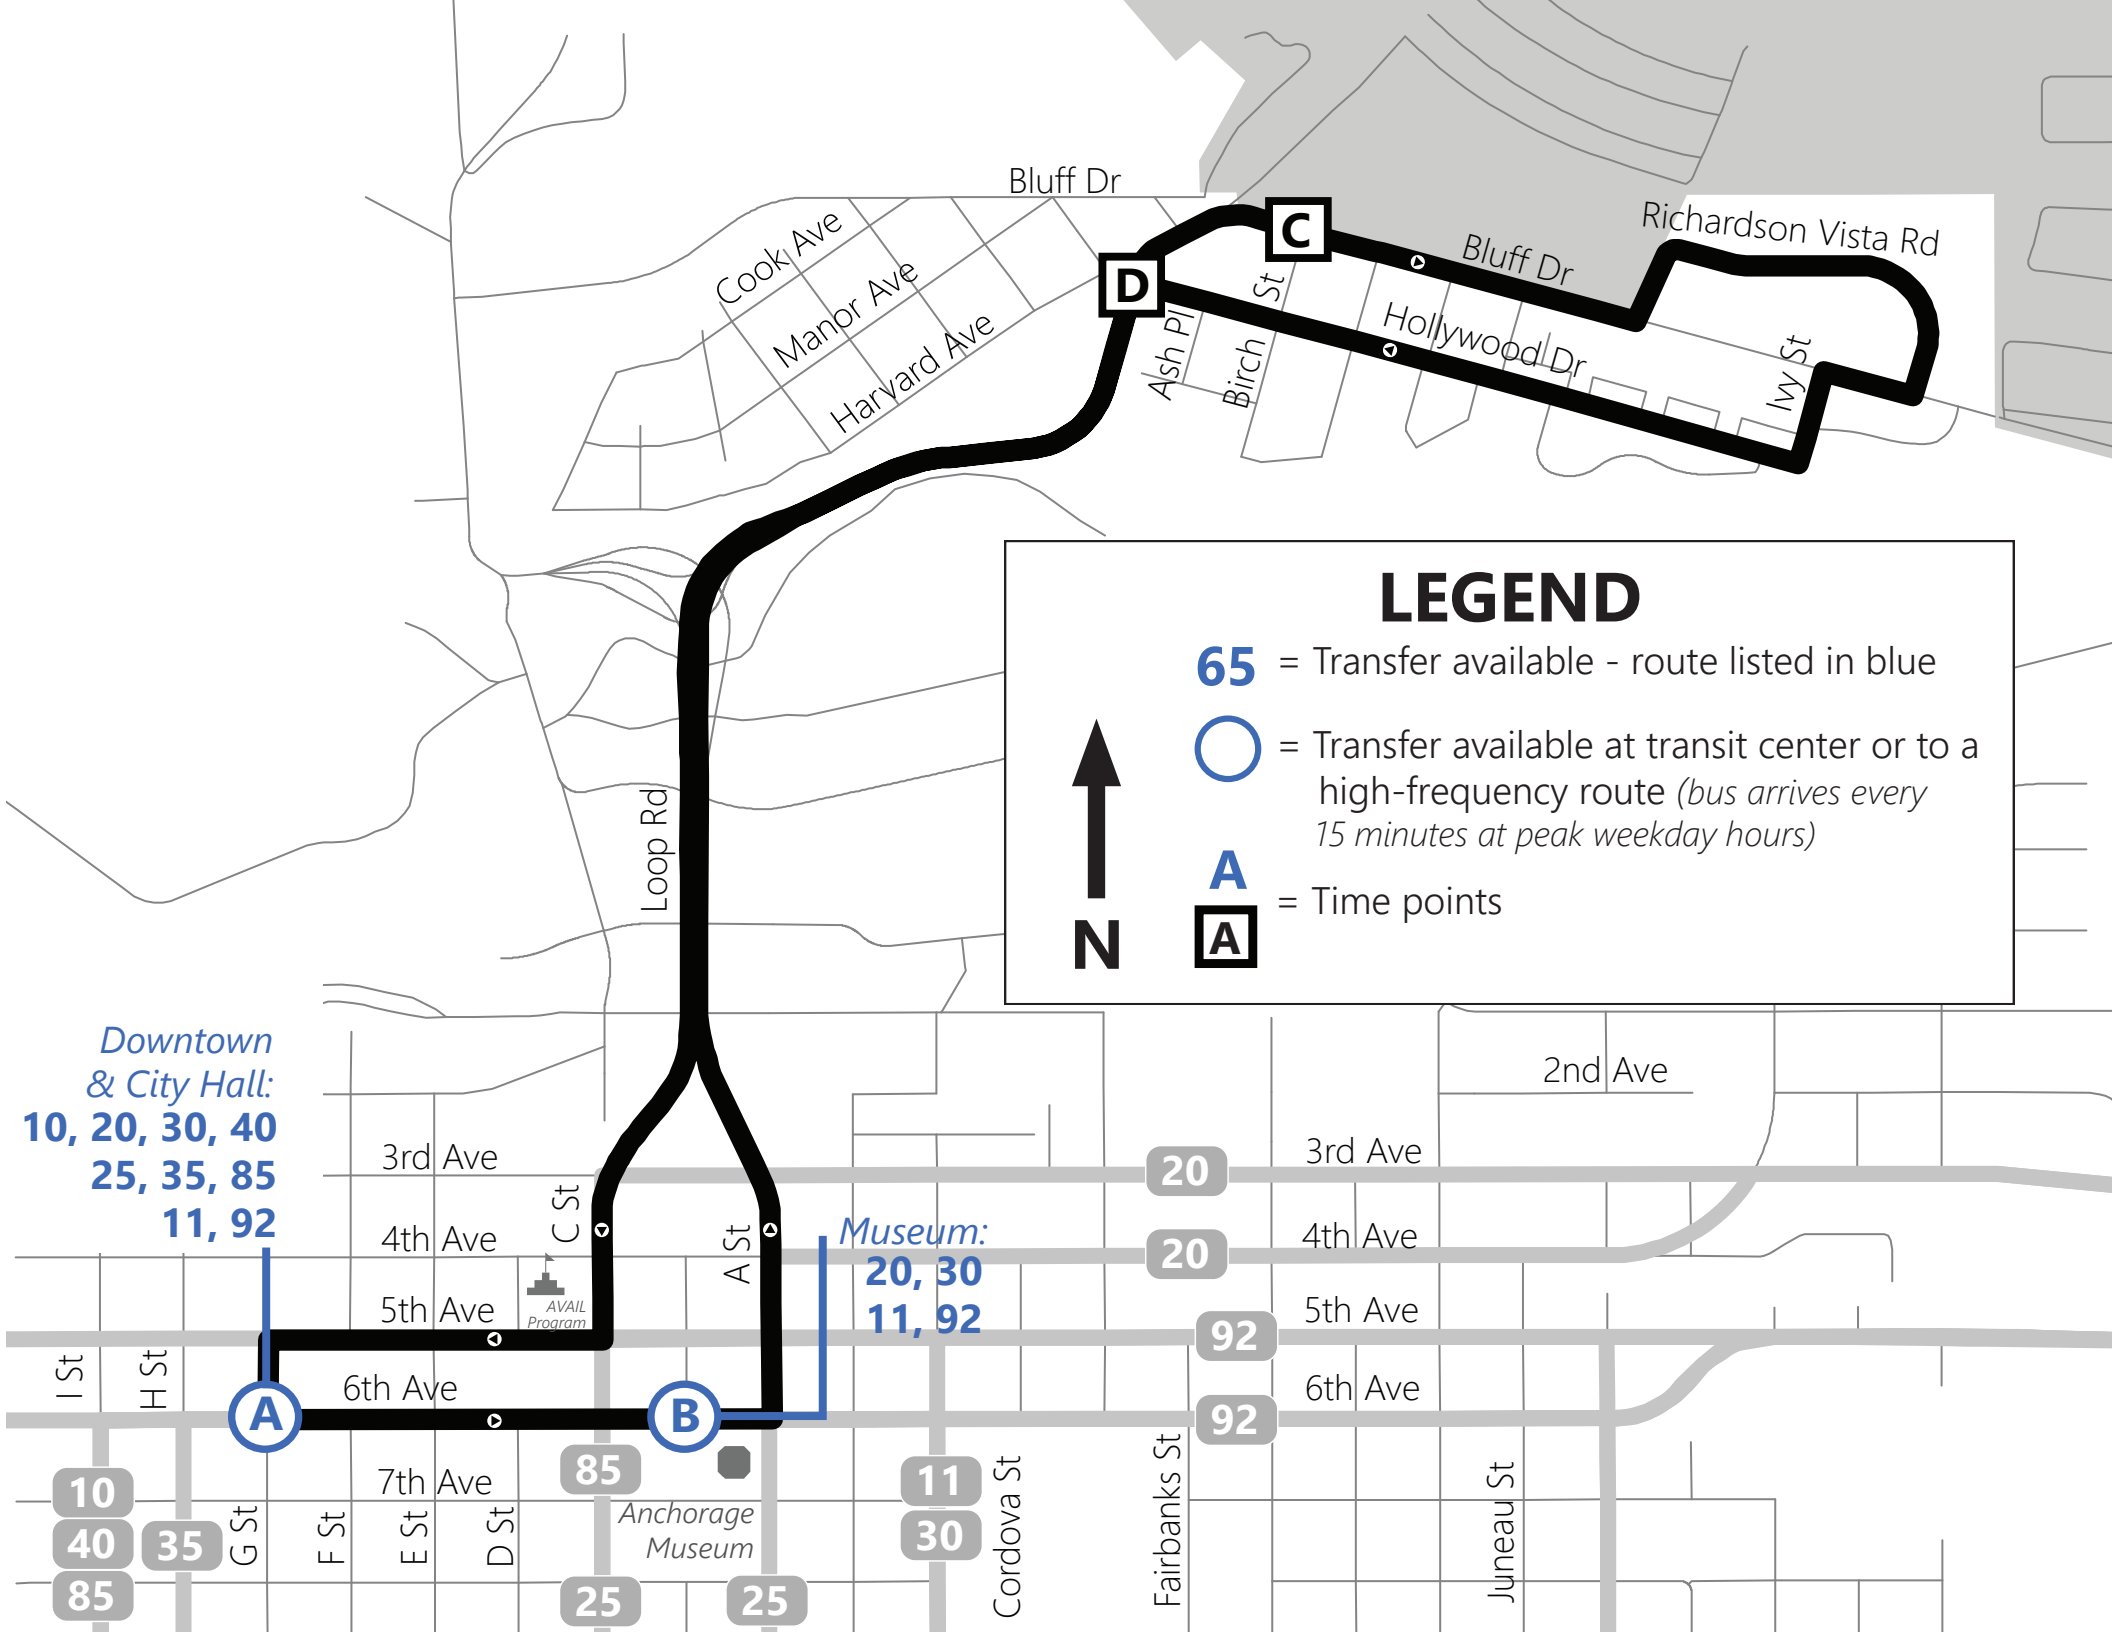 Bluff Dr
Cook Ave
Manor Ave
Harvard Ave
C
D
Bluff Dr
Richardson Vista Rd
Hollywood Dr
Ash Pl
Birch St
Ivy St
LEGEND
65 = Transfer available - route listed in blue
= Transfer available at transit center or to a
high-frequency route (bus arrives every
15 minutes at peak weekday hours)
A
A = Time points
N
Loop Rd
Downtown
& City Hall:
10, 20, 30, 40
25, 35, 85
11, 92
2nd Ave
3rd Ave
20
3rd Ave
C St
A St
Museum:
20, 30
11, 92
4th Ave
20
4th Ave
AVAIL
Program
5th Ave
92
5th Ave
I St
H St
6th Ave
92
6th Ave
A
B
7th Ave
10
40
85
35
G St
F St
E St
D St
85
25
Anchorage
Museum
25
11
30
Cordova St
Fairbanks St
Juneau St